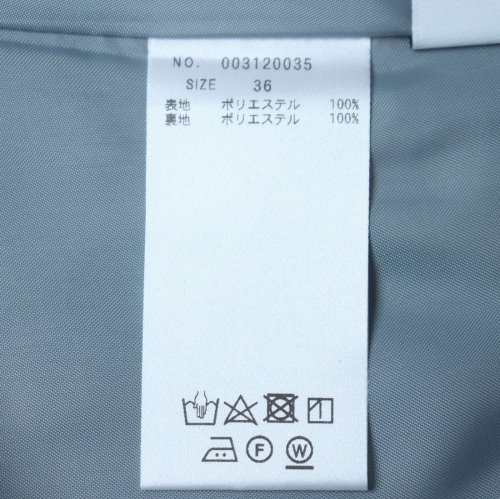 NO. 003120035
SIZE 36
表地 ポリエステル 100%
裏地 ポリエステル 100%
F W